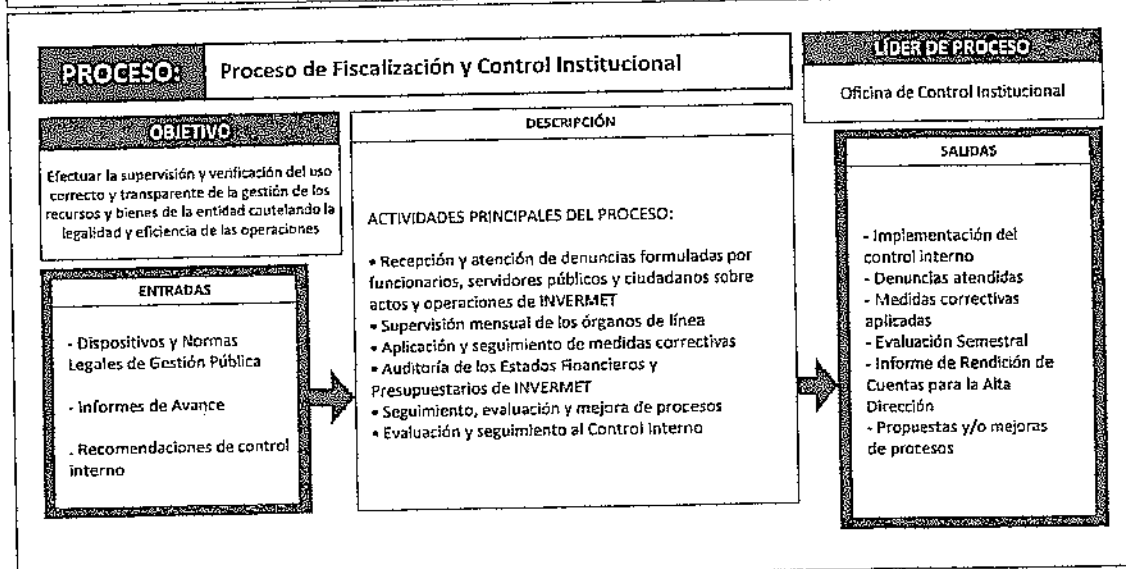 PROCESO:
Proceso de Fiscalización y Control Institucional
LÍDER DE PROCESO
Oficina de Control Institucional
OBJETIVO
Efectuar la supervisión y verificación del uso
correcto y transparente de la gestión de los
recursos y bienes de la entidad cautelando la
legalidad y eficiencia de las operaciones
ENTRADAS
- Dispositivos y Normas
Legales de Gestión Pública
- Informes de Avance
. Recomendaciones de control
interno
DESCRIPCIÓN
ACTIVIDADES PRINCIPALES DEL PROCESO:
• Recepción y atención de denuncias formuladas por
funcionarios, servidores públicos y ciudadanos sobre
actos y operaciones de INVERMET
• Supervisión mensual de los órganos de línea
• Aplicación y seguimiento de medidas correctivas
• Auditoría de los Estados Financieros y
Presupuestarios de INVERMET
• Seguimiento, evaluación y mejora de procesos
• Evaluación y seguimiento al Control Interno
SALIDAS
- Implementación del
control interno
- Denuncias atendidas
- Medidas correctivas
aplicadas
- Evaluación Semestral
- Informe de Rendición de
Cuentas para la Alta
Dirección
- Propuestas y/o mejoras
de procesos